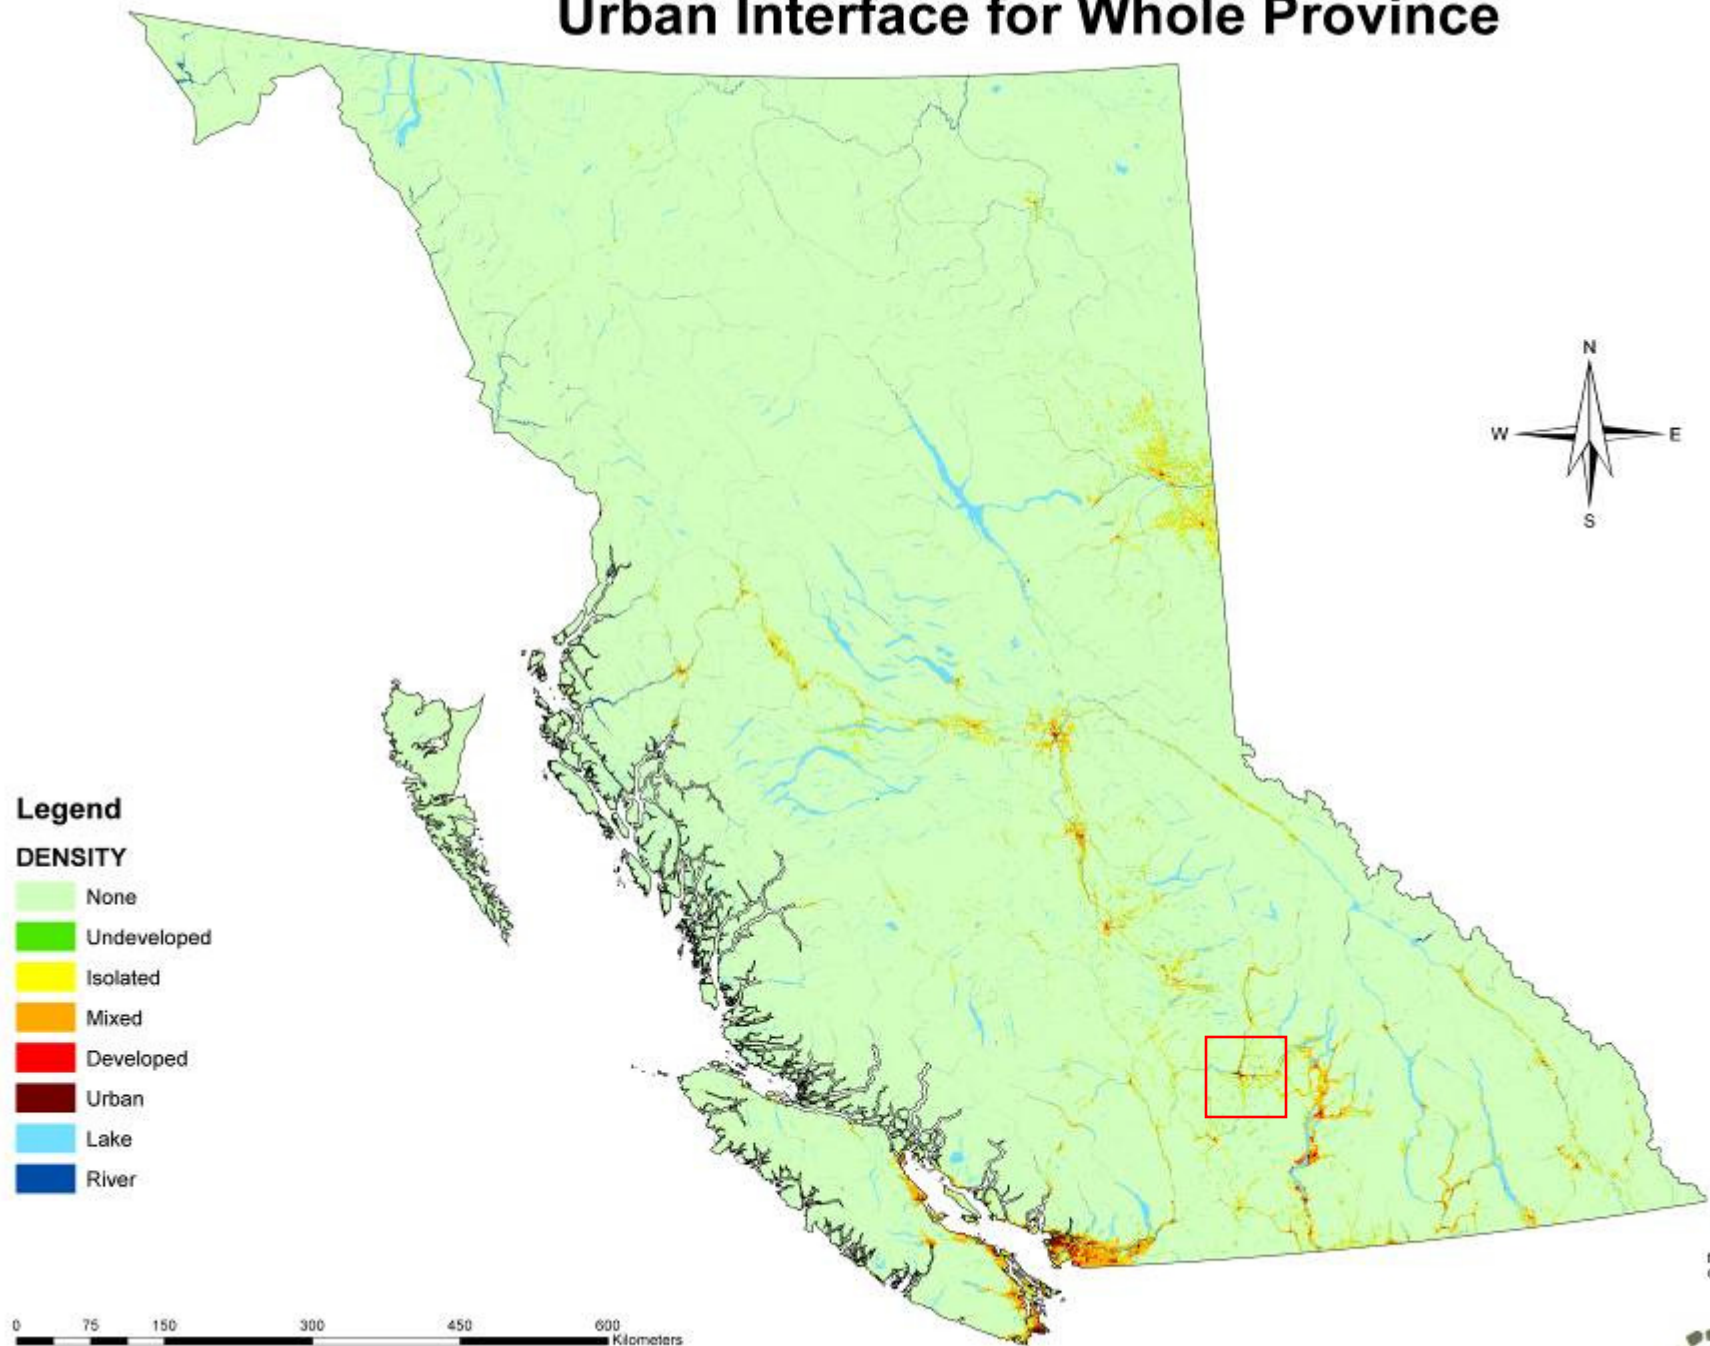 Urban Interface for Whole Province
N
W
E
S
Legend
DENSITY
None
Undeveloped
Isolated
Mixed
Developed
Urban
Lake
River
0 75 150 300 450 600
Kilometers